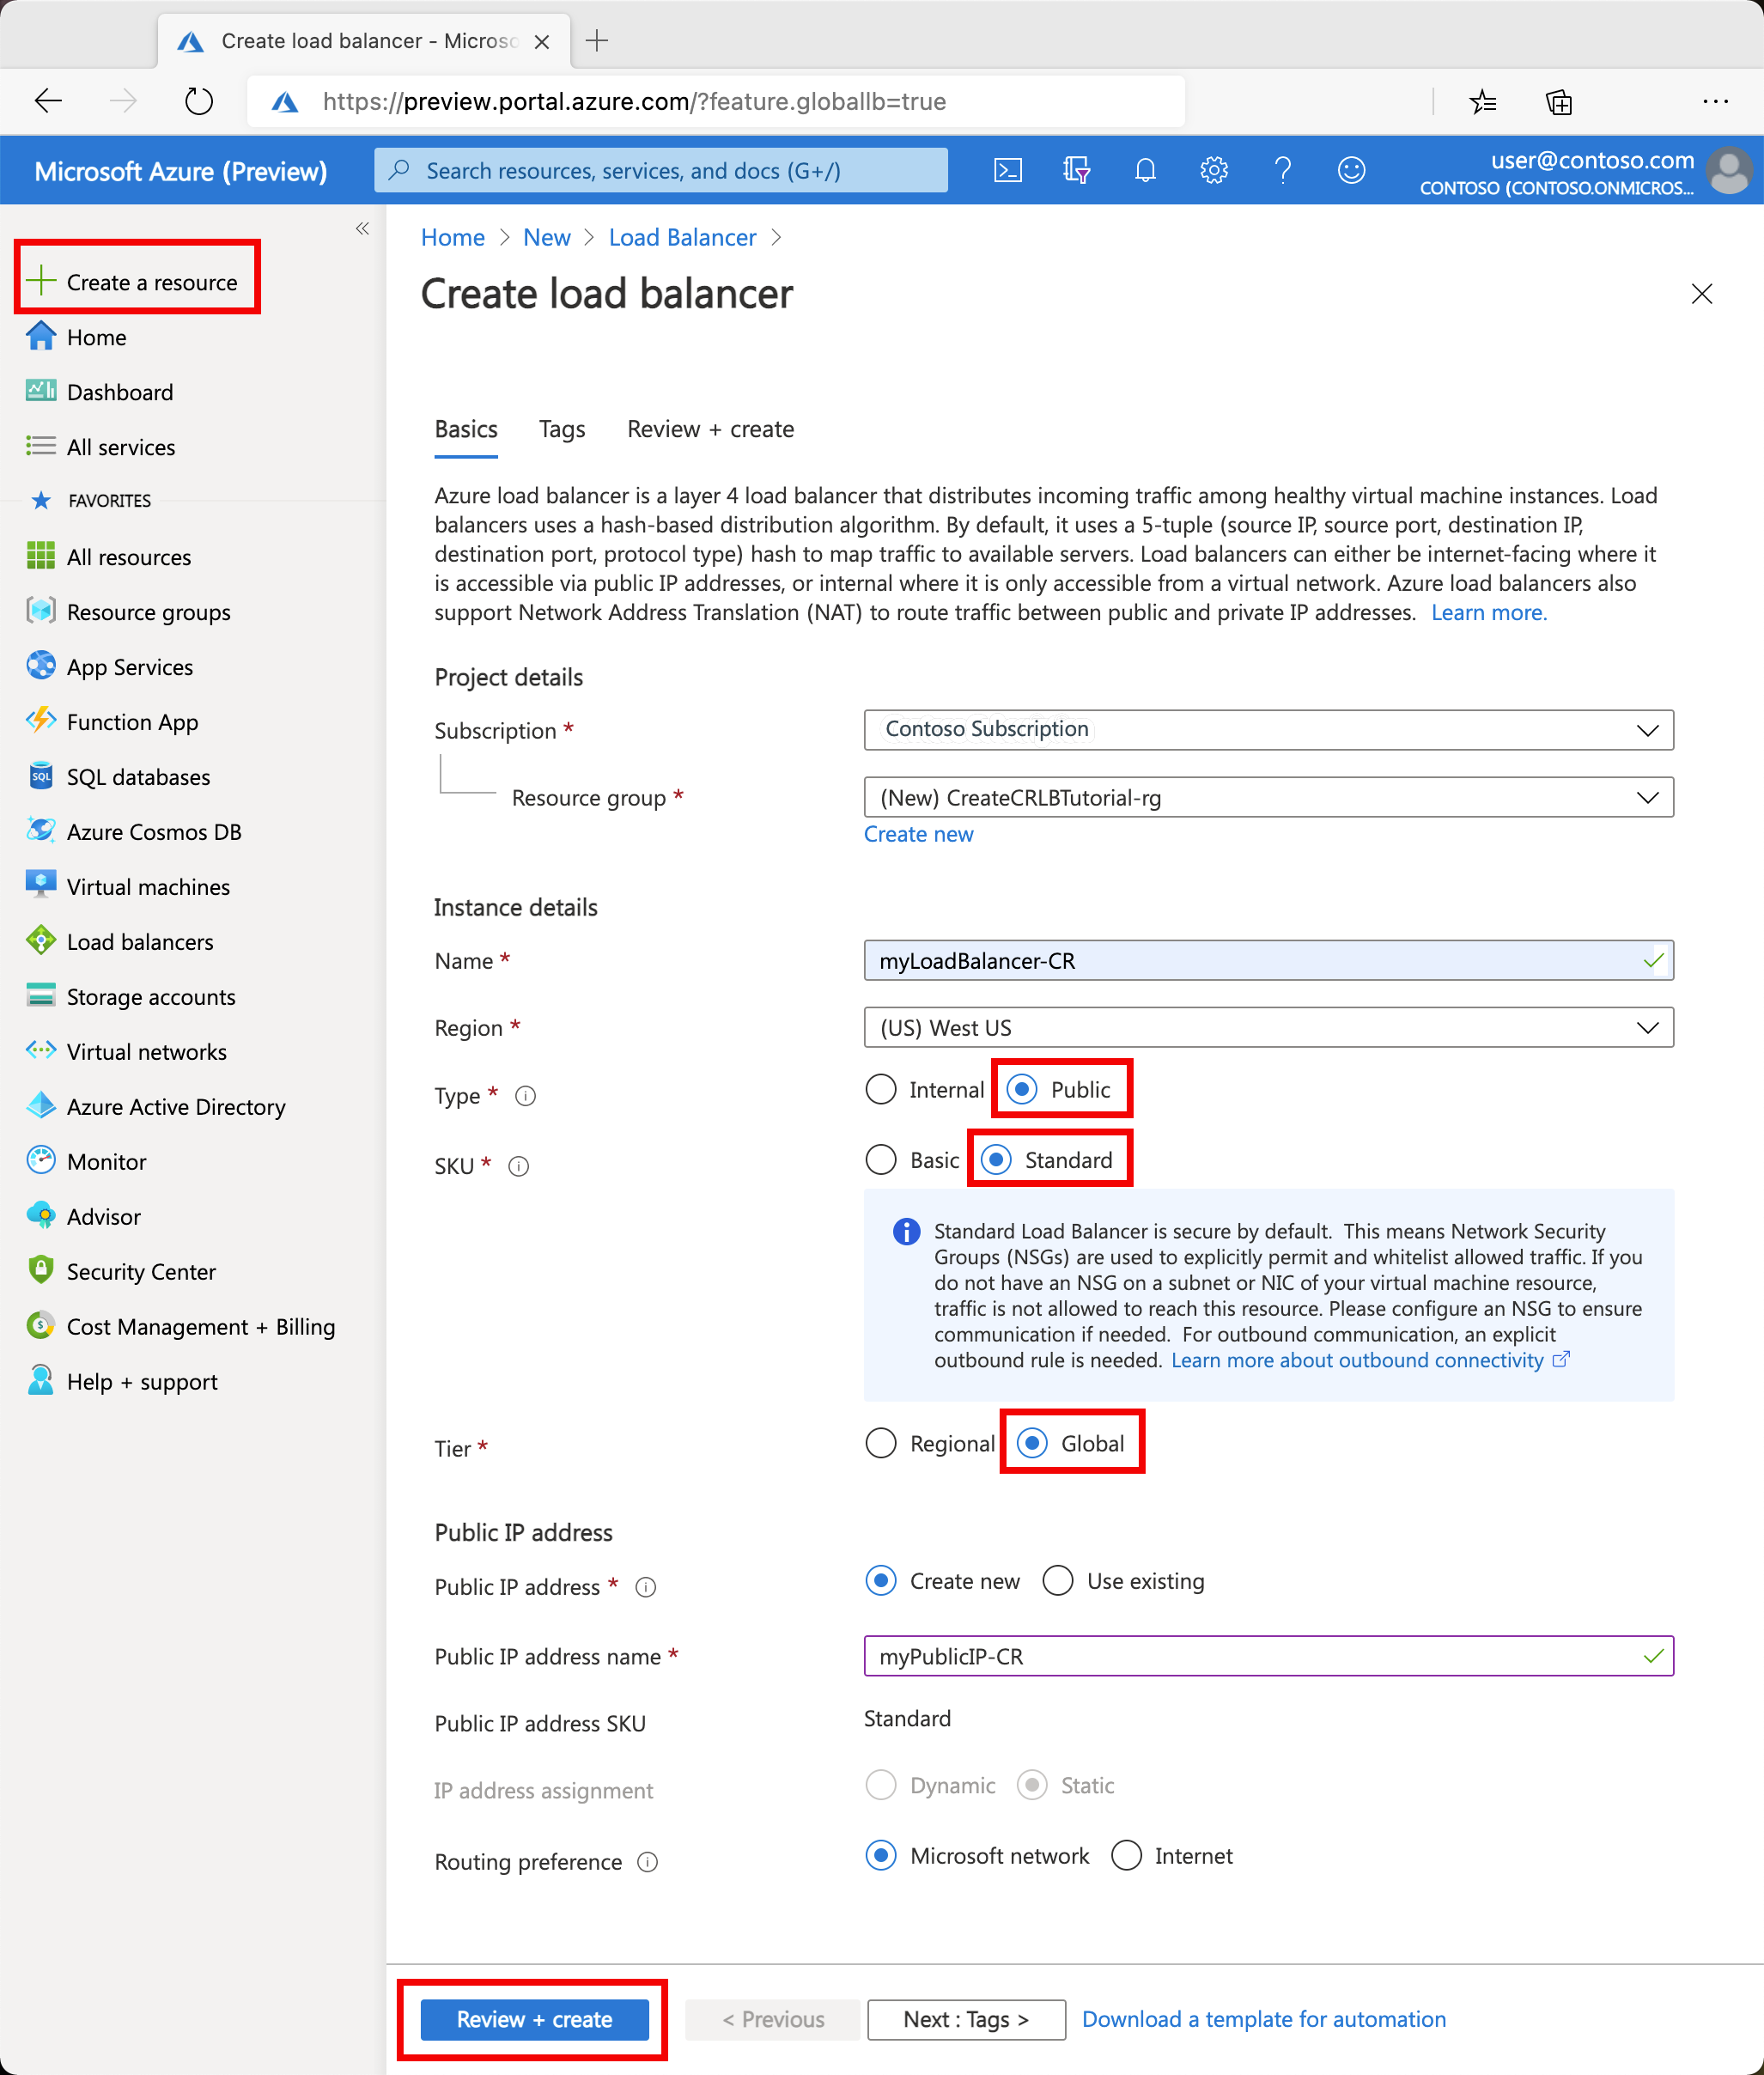 Create load balancer - Micros
https://preview.portal.azure.com/?feature.globallb=true
Microsoft Azure (Preview)
Search resources, services, and docs (G+/)
user@contoso.com
CONTOSO (CONTOSO.ONMICROS...
Create a resource
Home
Dashboard
All services
FAVORITES
All resources
Resource groups
App Services
Function App
SQL databases
Azure Cosmos DB
Virtual machines
Load balancers
Storage accounts
Virtual networks
Azure Active Directory
Monitor
Advisor
Security Center
Cost Management + Billing
Help + support
Home > New > Load Balancer >
Create load balancer
Basics Tags Review + create
Azure load balancer is a layer 4 load balancer that distributes incoming traffic among healthy virtual machine instances. Load
balancers uses a hash-based distribution algorithm. By default, it uses a 5-tuple (source IP, source port, destination IP,
destination port, protocol type) hash to map traffic to available servers. Load balancers can either be internet-facing where it
is accessible via public IP addresses, or internal where it is only accessible from a virtual network. Azure load balancers also
support Network Address Translation (NAT) to route traffic between public and private IP addresses. Learn more.
Project details
Subscription * Contoso Subscription
Resource group * (New) CreateCRLBTutorial-rg
Create new
Instance details
Name * myLoadBalancer-CR
Region * (US) West US
Type * Internal Public
SKU * Basic Standard
Standard Load Balancer is secure by default. This means Network Security
Groups (NSGs) are used to explicitly permit and whitelist allowed traffic. If you
do not have an NSG on a subnet or NIC of your virtual machine resource,
traffic is not allowed to reach this resource. Please configure an NSG to ensure
communication if needed. For outbound communication, an explicit
outbound rule is needed. Learn more about outbound connectivity
Tier * Regional Global
Public IP address
Public IP address * Create new Use existing
Public IP address name * myPublicIP-CR
Public IP address SKU Standard
IP address assignment Dynamic Static
Routing preference Microsoft network Internet
Review + create < Previous Next : Tags > Download a template for automation